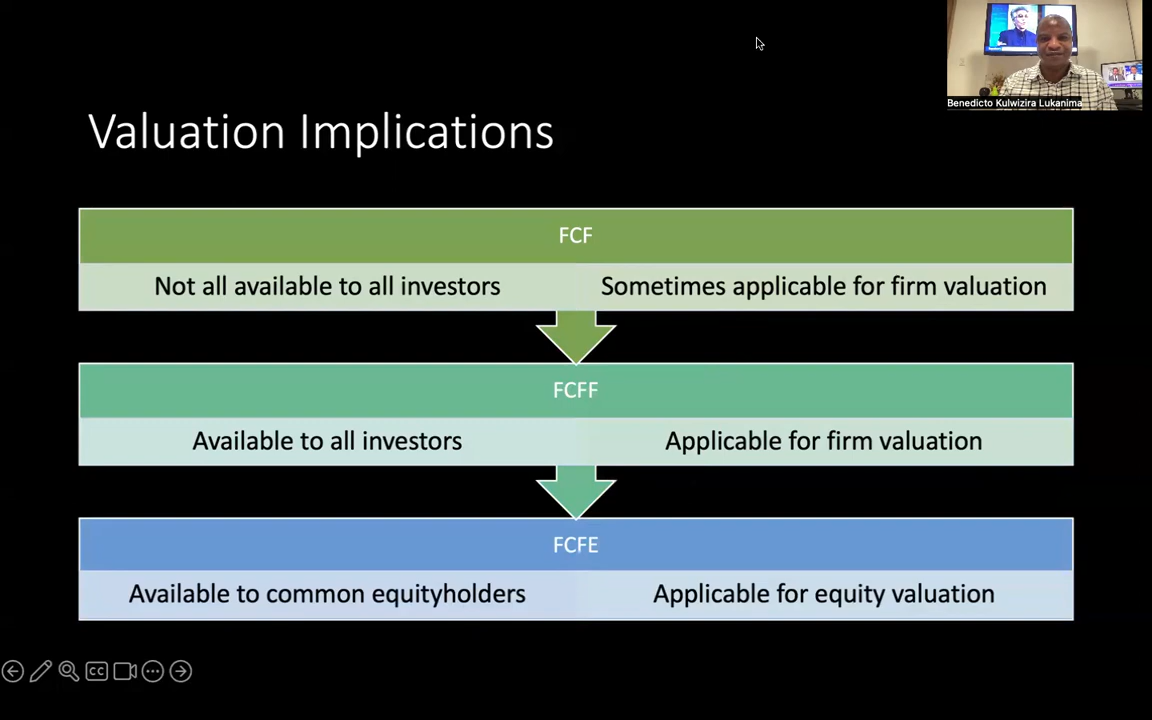 Benedicto Kulwizira Lukanima
Valuation Implications
FCF
Not all available to all investors
Sometimes applicable for firm valuation
FCFF
Available to all investors
Applicable for firm valuation
FCFE
Available to common equityholders
Applicable for equity valuation
CC